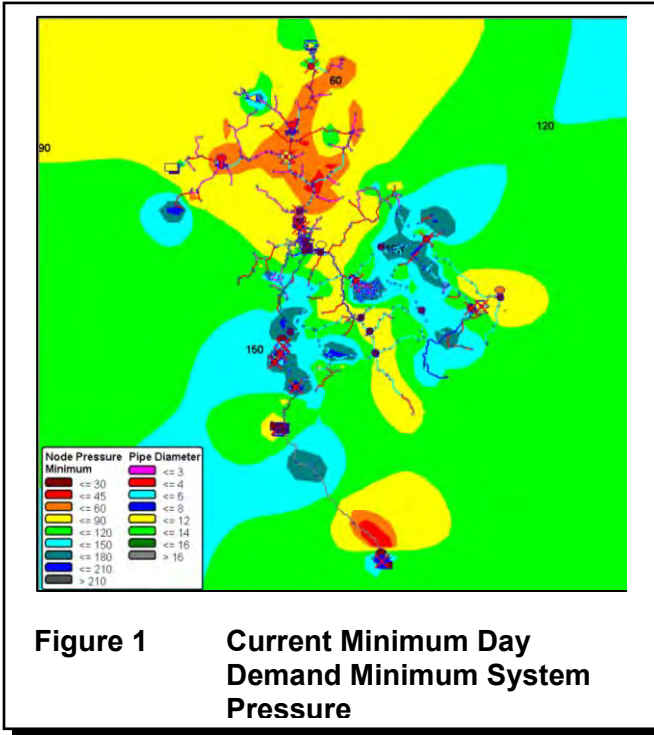 60
120
90
150
Node Pressure Pipe Diameter
Minimum
<= 30 <= 3
<= 45 <= 4
<= 60 <= 6
<= 90 <= 8
<= 120 <= 12
<= 150 <= 14
<= 180 <= 16
<= 210 > 16
> 210
Figure 1 Current Minimum Day
Demand Minimum System
Pressure